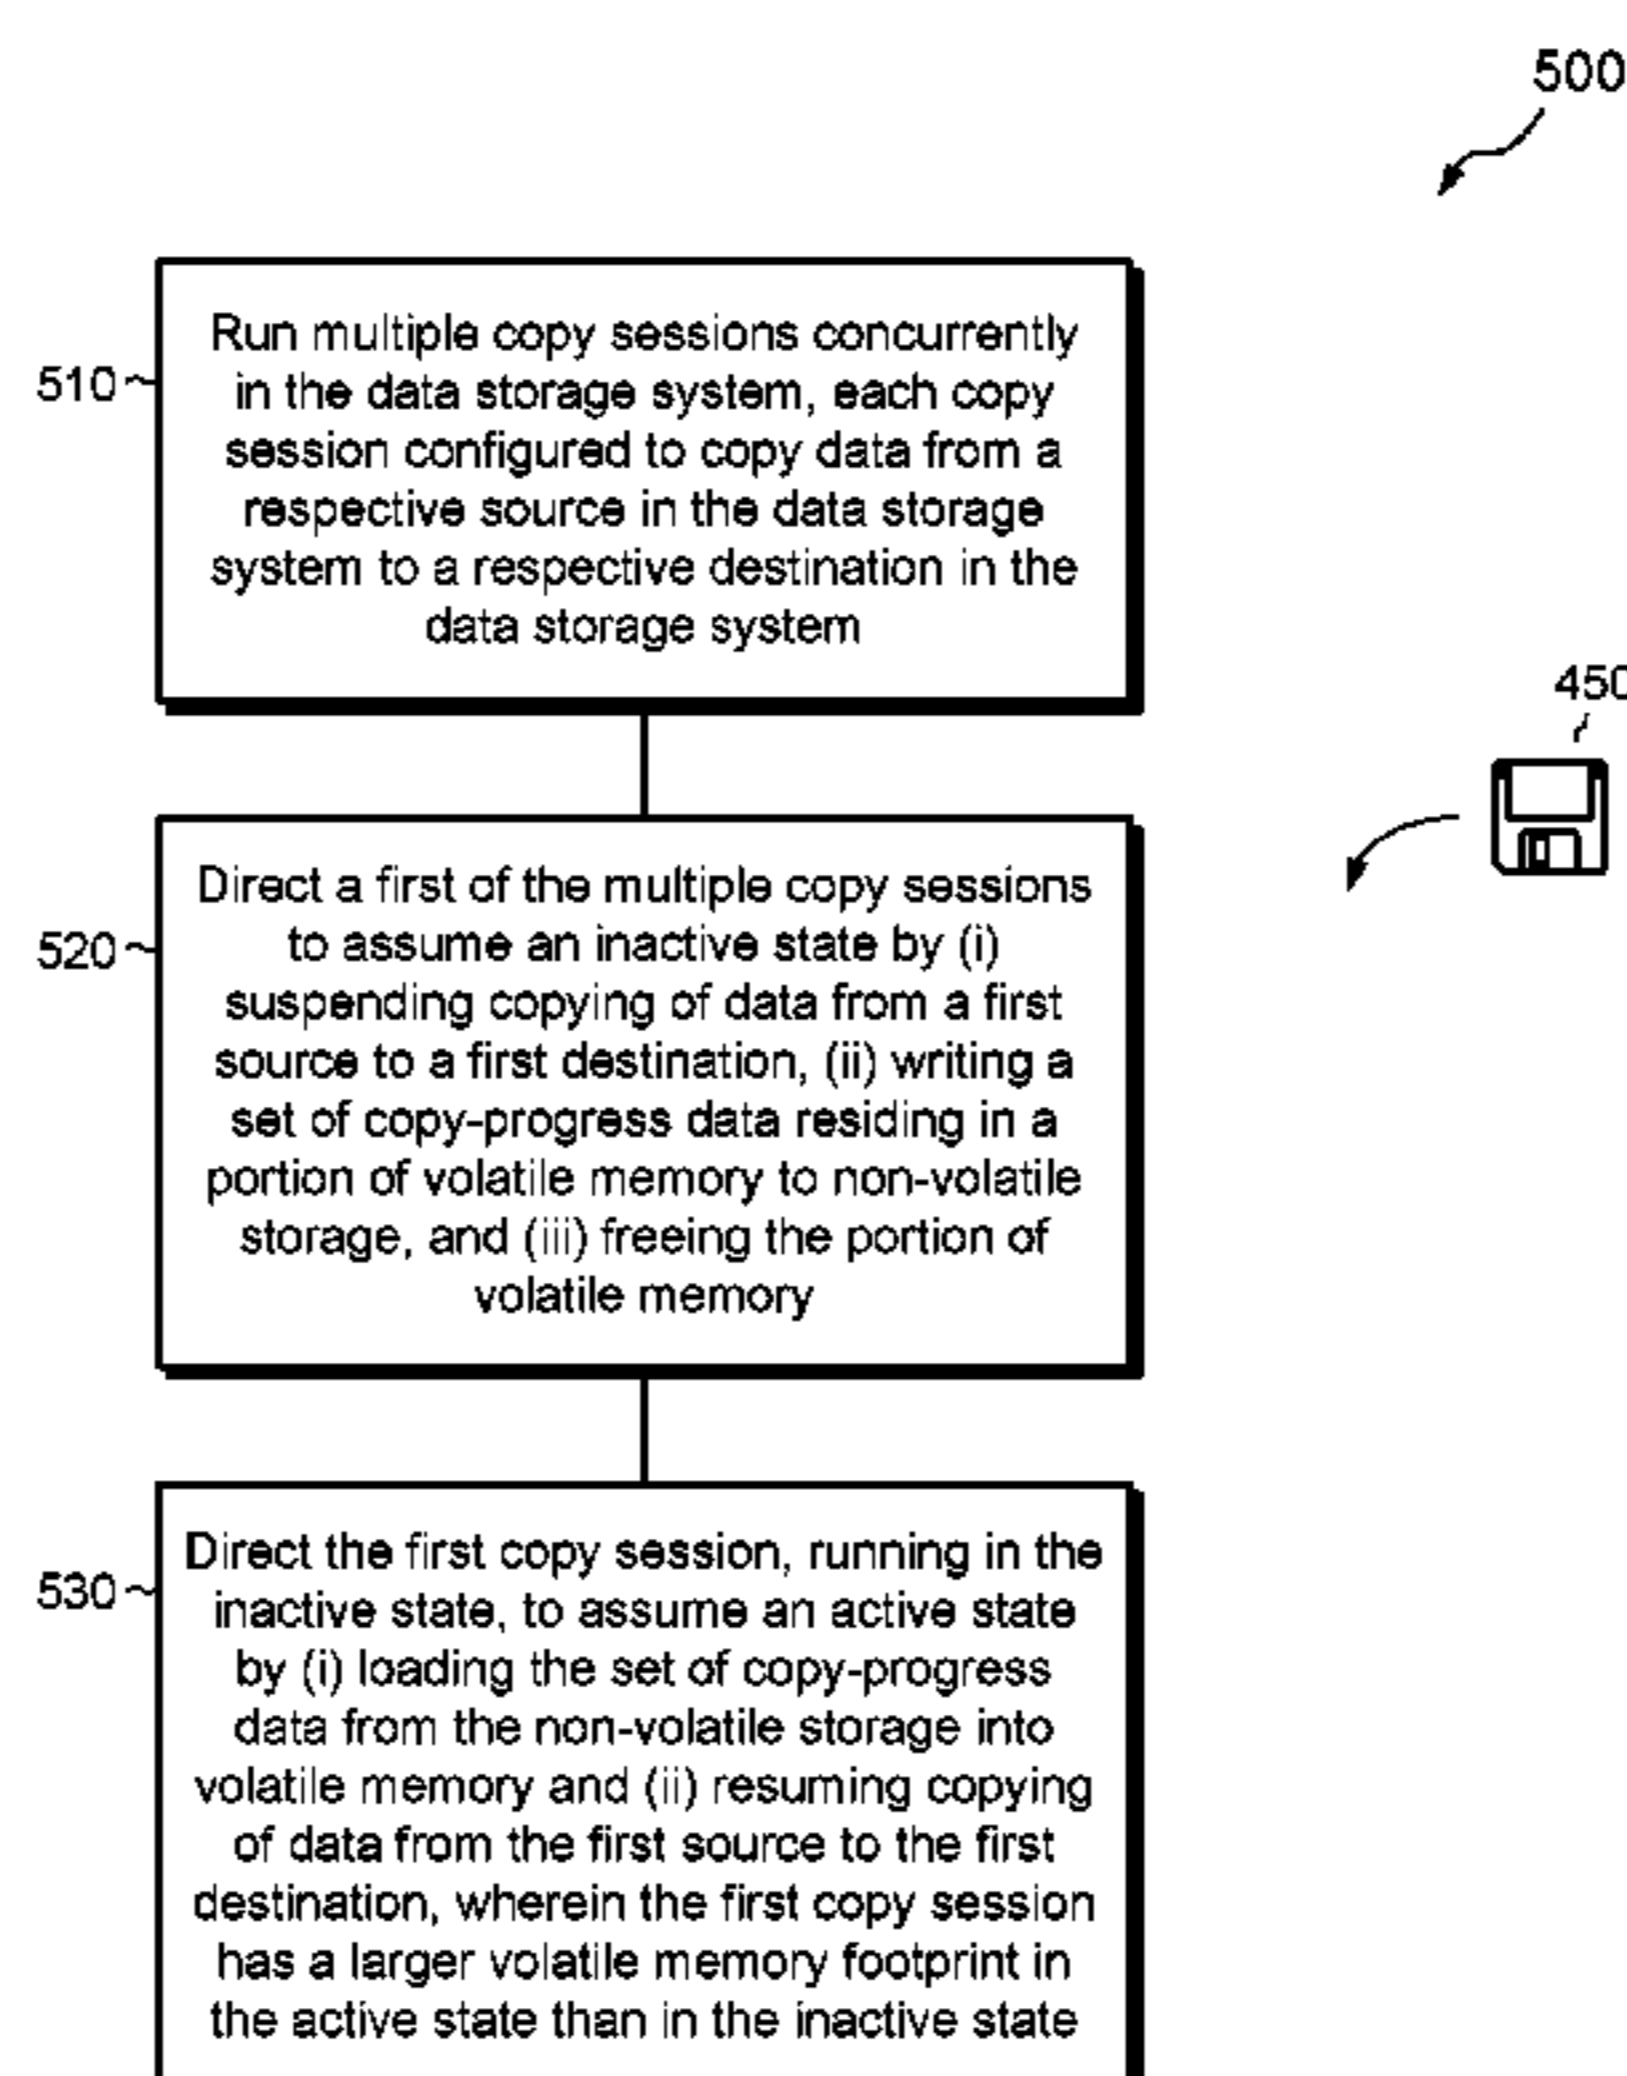 500
Run multiple copy sessions concurrently
in the data storage system, each copy
session configured to copy data from a
respective source in the data storage
system to a respective destination in the
data storage system
510
450
Direct a first of the multiple copy sessions
to assume an inactive state by (i)
suspending copying of data from a first
source to a first destination, (ii) writing a
set of copy-progress data residing in a
portion of volatile memory to non-volatile
storage, and (iii) freeing the portion of
volatile memory
520
Direct the first copy session, running in the
inactive state, to assume an active state
by (i) loading the set of copy-progress
data from the non-volatile storage into
volatile memory and (ii) resuming copying
of data from the first source to the first
destination, wherein the first copy session
has a larger volatile memory footprint in
the active state than in the inactive state
530